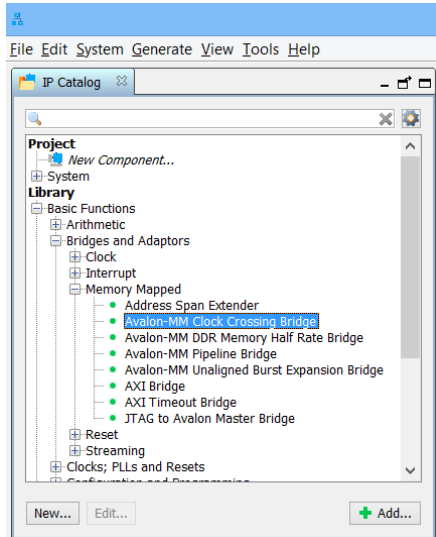 File Edit System Generate View Tools Help
IP Catalog
Project
New Component...
System
Library
Basic Functions
Arithmetic
Bridges and Adaptors
Clock
Interrupt
Memory Mapped
Address Span Extender
Avalon-MM Clock Crossing Bridge
Avalon-MM DDR Memory Half Rate Bridge
Avalon-MM Pipeline Bridge
Avalon-MM Unaligned Burst Expansion Bridge
AXI Bridge
AXI Timeout Bridge
JTAG to Avalon Master Bridge
Reset
Streaming
Clocks; PLLs and Resets
Configuration and Programming
New... Edit... Add...